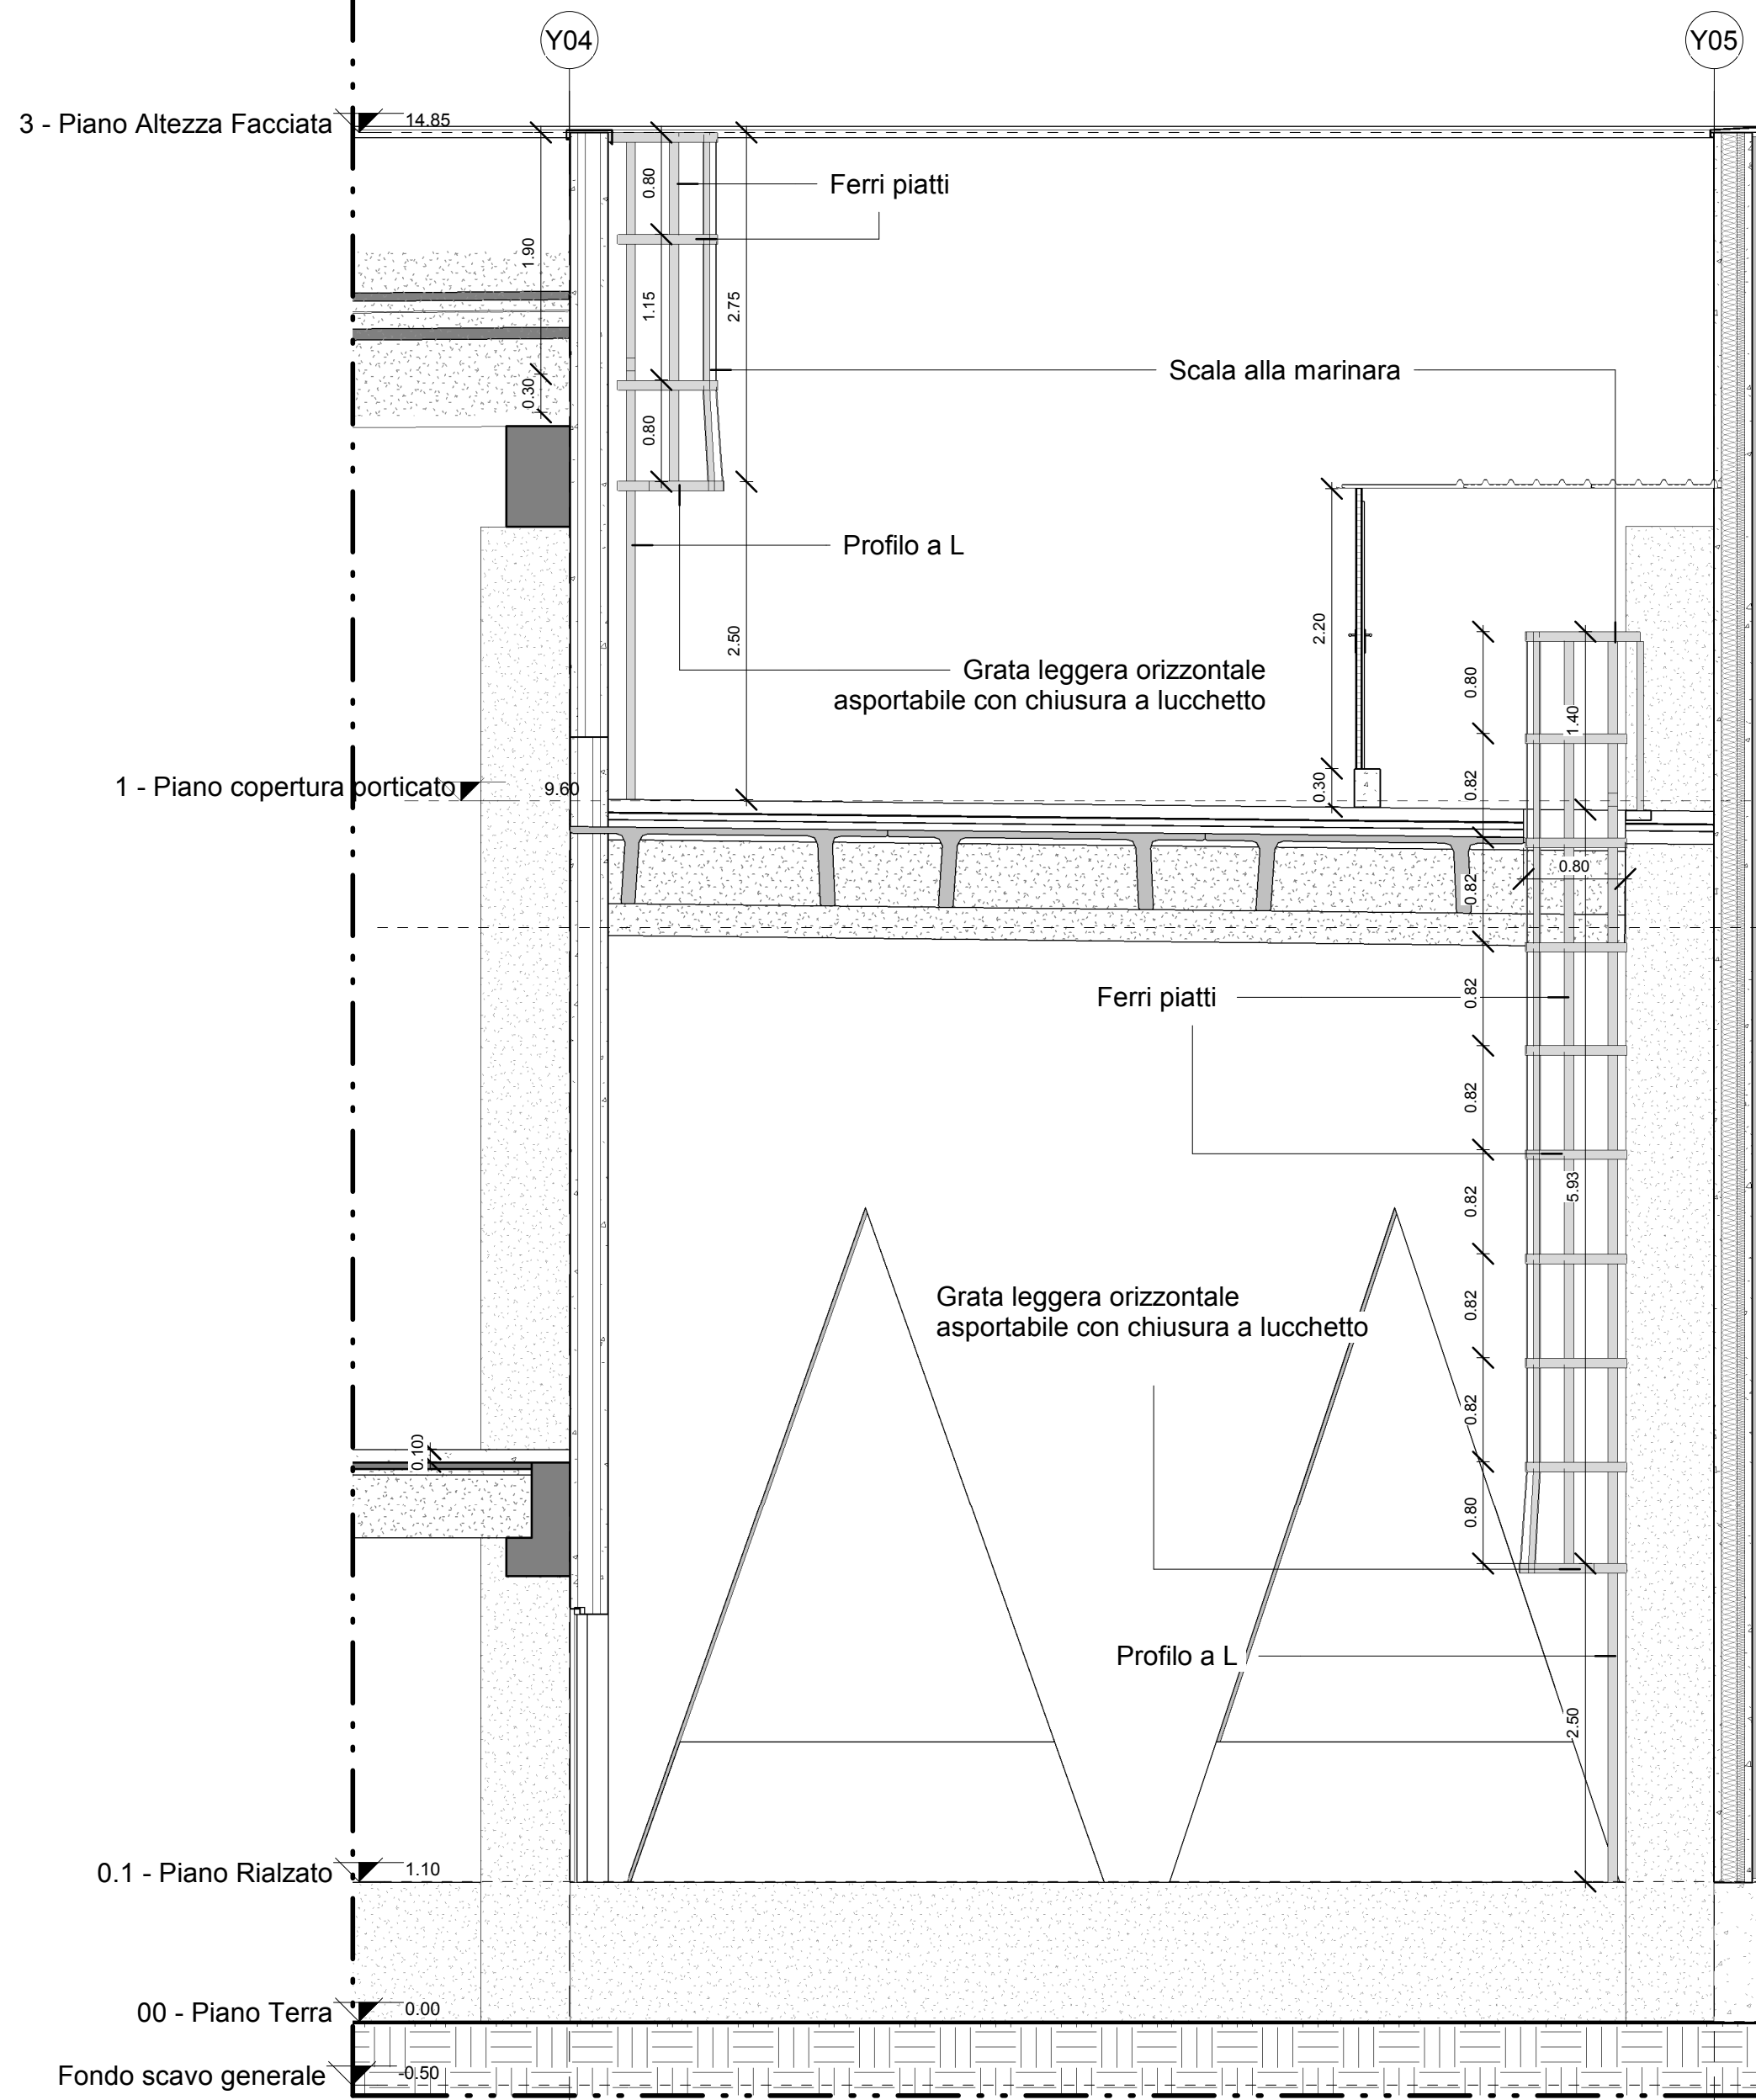 Y04
Y05
3 - Piano Altezza Facciata
14.85
0.80
Ferri piatti
1.90
1.15
2.75
Scala alla marinara
0.30
0.80
Profilo a L
2.50
2.20
Grata leggera orizzontale
asportabile con chiusura a lucchetto
0.80
1.40
1 - Piano copertura porticato
9.60
0.30
0.82
0.82
0.80
Ferri piatti
0.82
0.82
0.82
5.93
Grata leggera orizzontale
asportabile con chiusura a lucchetto
0.82
0.82
0.10
0.80
Profilo a L
2.50
0.1 - Piano Rialzato
1.10
00 - Piano Terra
0.00
Fondo scavo generale
-0.50